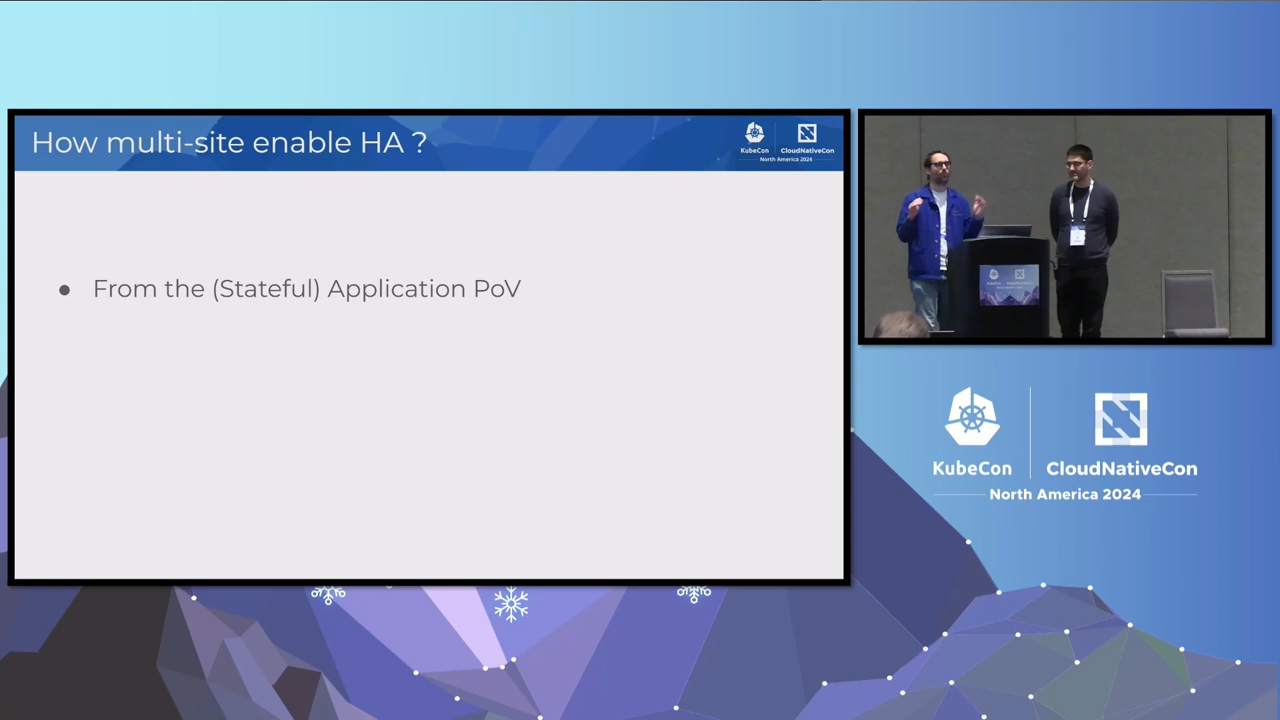 How multi-site enable HA ?
KubeCon
CloudNativeCon
North America 2024
● From the (Stateful) Application PoV
KubeCon
CloudNativeCon
North America 2024